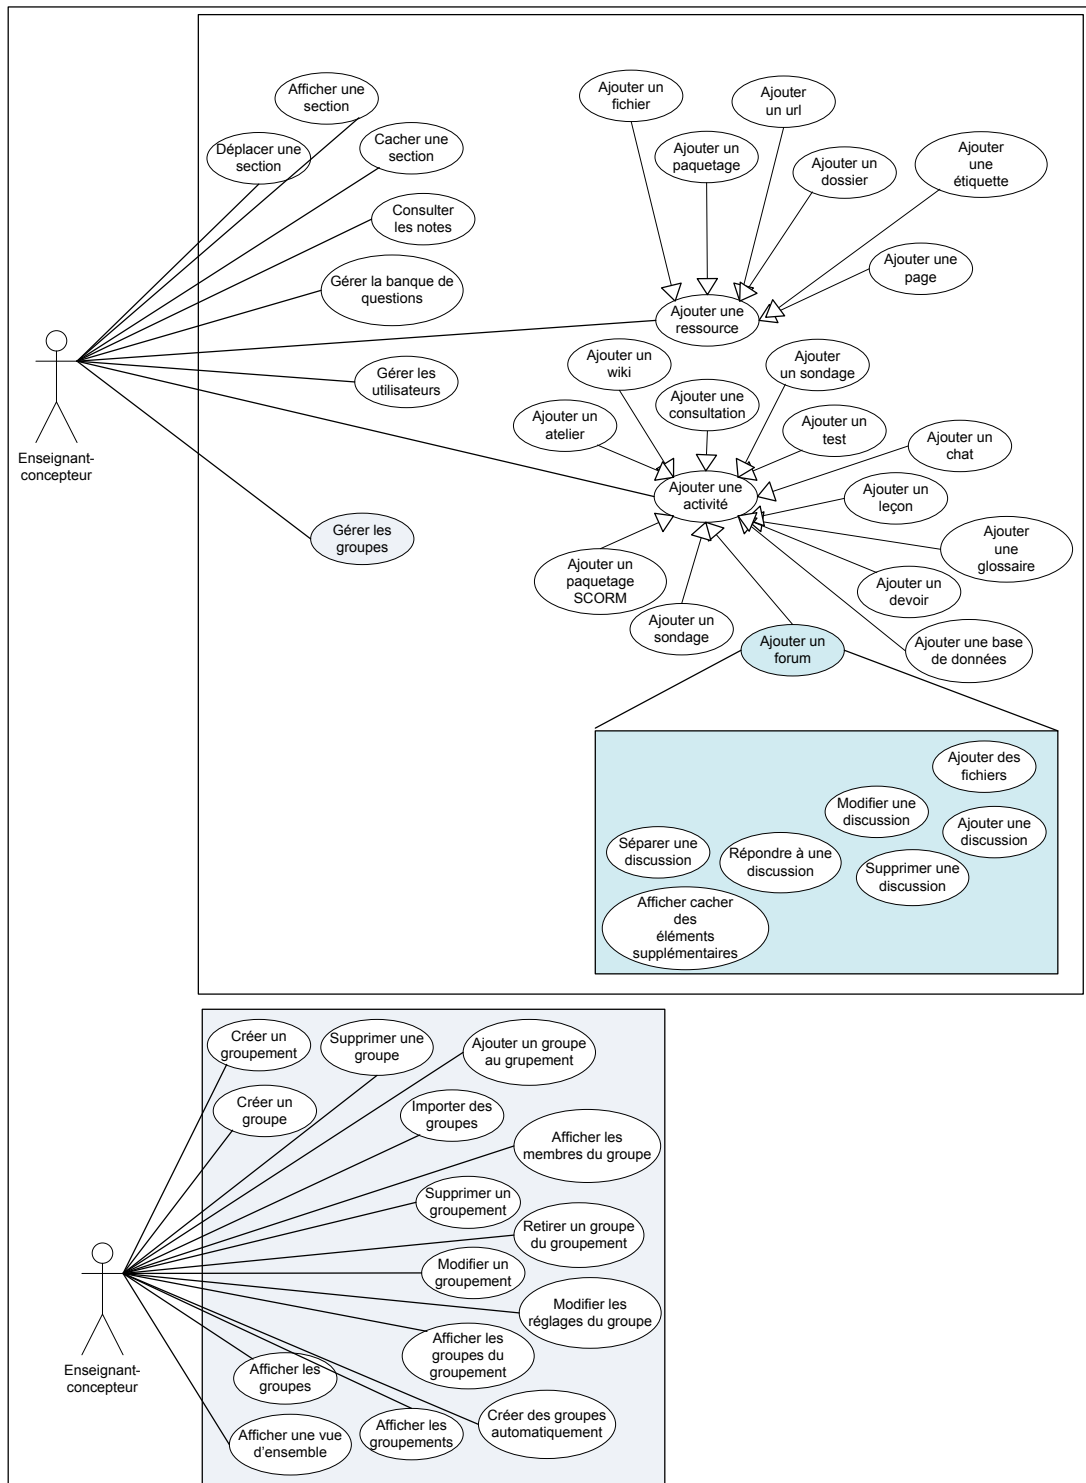 Afficher une
section
Déplacer une
section
Cacher une
section
Consulter
les notes
Gérer la banque de
questions
Gérer les
utilisateurs
Enseignant-
concepteur
Gérer les
groupes
Ajouter un
fichier
Ajouter
un url
Ajouter un
paquetage
Ajouter un
dossier
Ajouter
une
étiquette
Ajouter une
page
Ajouter une
ressource
Ajouter un
wiki
Ajouter
un sondage
Ajouter une
consultation
Ajouter un
atelier
Ajouter un
test
Ajouter un
chat
Ajouter une
activité
Ajouter un
leçon
Ajouter
une
glossaire
Ajouter un
paquetage
SCORM
Ajouter un
devoir
Ajouter un
sondage
Ajouter un
forum
Ajouter une base
de données
Ajouter des
fichiers
Modifier une
discussion
Ajouter une
discussion
Séparer une
discussion
Répondre à une
discussion
Supprimer une
discussion
Afficher cacher
des
éléments
supplémentaires
Créer un
groupement
Supprimer une
groupe
Ajouter un groupe
au grupement
Créer un
groupe
Importer des
groupes
Afficher les
membres du groupe
Supprimer un
groupement
Retirer un groupe
du groupement
Modifier un
groupement
Modifier les
réglages du groupe
Enseignant-
concepteur
Afficher les
groupes du
groupement
Afficher les
groupes
Afficher une vue
d'ensemble
Afficher les
groupements
Créer des groupes
automatiquement